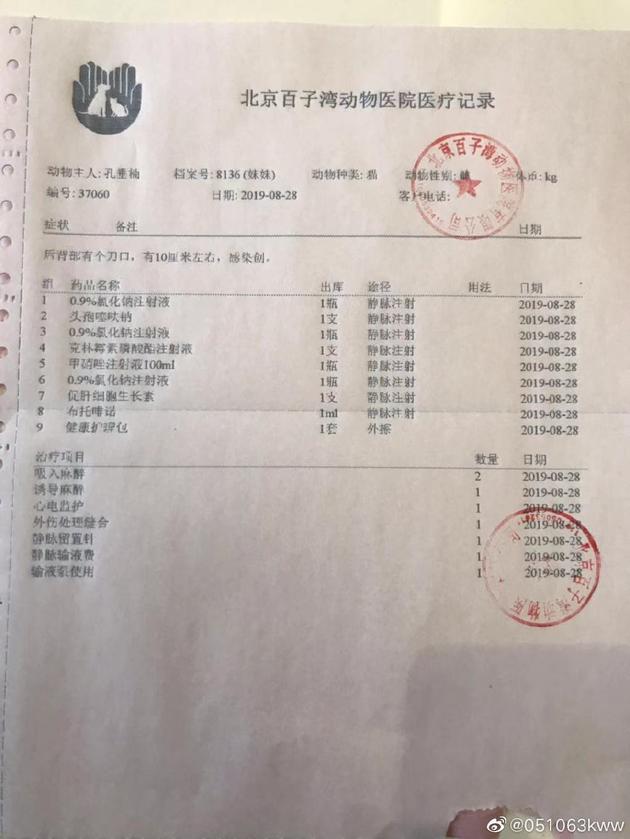 北京百子湾动物医院医疗记录
动物主人: 孔垂楠 档案号: 8136 (妹妹) 动物种类: 猫 动物性别: 体重: kg
编号: 37060 日期: 2019-08-28 客户电话:
症状 备注 日期
后背部有个刀口，有10厘米左右，感染创。
组 药品名称 出库 途径 用法 日期
1 0.9%氯化钠注射液 1瓶 静脉注射 2019-08-28
2 头孢噻呋钠 1支 静脉注射 2019-08-28
3 0.9%氯化钠注射液 1瓶 静脉注射 2019-08-28
4 克林霉素磷酸酯注射液 1支 静脉注射 2019-08-28
5 甲硝唑注射液100ml 1瓶 静脉注射 2019-08-28
6 0.9%氯化钠注射液 1瓶 静脉注射 2019-08-28
7 促肝细胞生长素 1支 静脉注射 2019-08-28
8 布托啡诺 1ml 静脉注射 2019-08-28
9 健康护理包 1套 外擦 2019-08-28
治疗项目 数量 日期
吸入麻醉 2 2019-08-28
诱导麻醉 1 2019-08-28
心电监护 1 2019-08-28
外伤处理缝合 1 2019-08-28
静脉留置针 1 2019-08-28
静脉输液费 1 2019-08-28
输液泵使用 1 2019-08-28
@051063kww